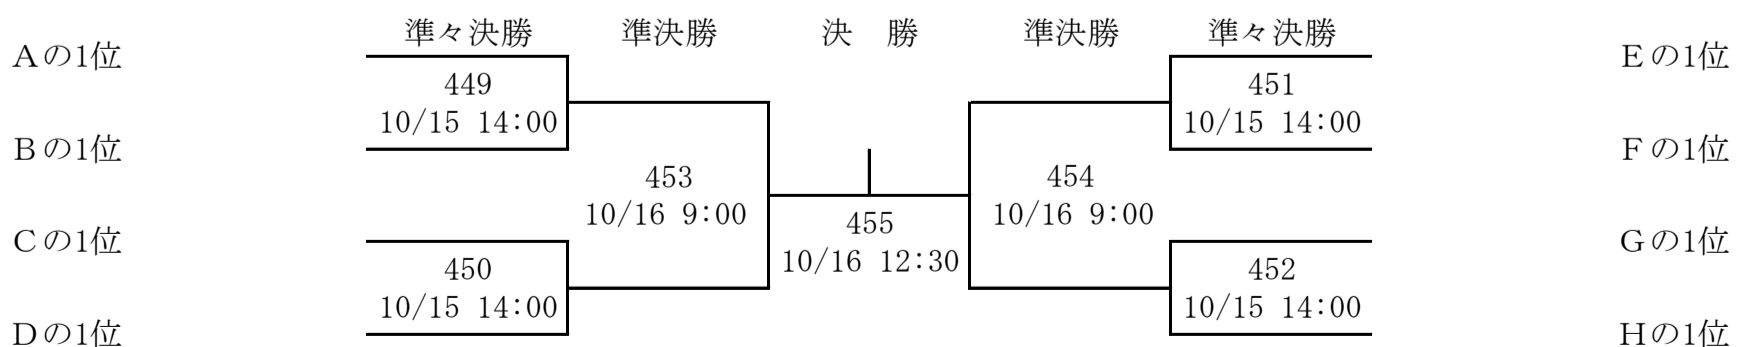 準々決勝 準決勝 決　勝 準決勝 準々決勝
Ａの1位 Ｅの1位
449 451
10/15 14:00 10/15 14:00
Ｂの1位 Ｆの1位
453 454
10/16 9:00 10/16 9:00
455
Ｃの1位 Ｇの1位
10/16 12:30
450 452
10/15 14:00 10/15 14:00
Ｄの1位 Ｈの1位